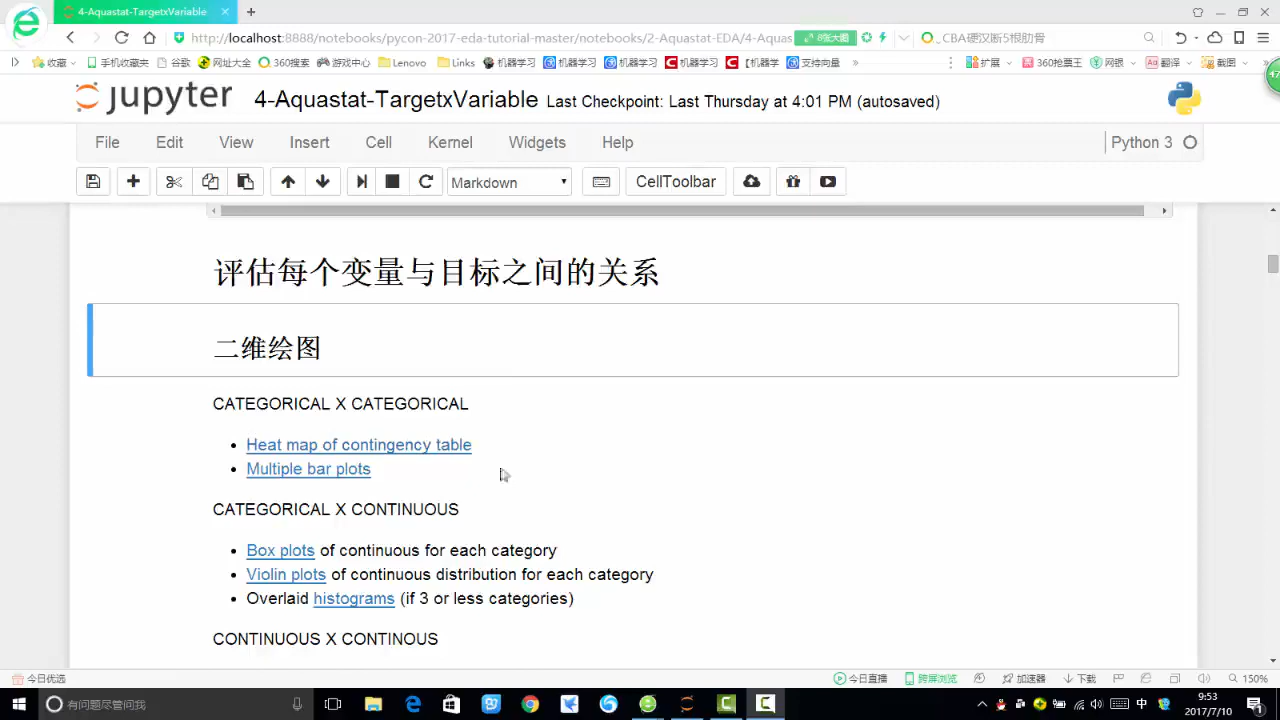 4-Aquastat-TargetxVariable
http://localhost:8888/notebooks/pycon-2017-eda-tutorial-master/notebooks/2-Aquastat-EDA/4-Aquas
8张大图
CBA硬汉断5根肋骨
收藏 手机收藏夹 谷歌 网址大全 360搜索 游戏中心 Lenovo Links 机器学习 机器学习 机器学习 机器学习 【机器学 支持向量 » 扩展 360抢票王 网银 翻译 截图 »
jupyter 4-Aquastat-TargetxVariable Last Checkpoint: Last Thursday at 4:01 PM (autosaved)
File Edit View Insert Cell Kernel Widgets Help Python 3
Markdown CellToolbar
评估每个变量与目标之间的关系
二维绘图
CATEGORICAL X CATEGORICAL
Heat map of contingency table
Multiple bar plots
CATEGORICAL X CONTINUOUS
Box plots of continuous for each category
Violin plots of continuous distribution for each category
Overlaid histograms (if 3 or less categories)
CONTINUOUS X CONTINOUS
今日优选 今日直播 跨屏浏览 加速器 下载 150%
有问题尽管问我
中
9:53
2017/7/10